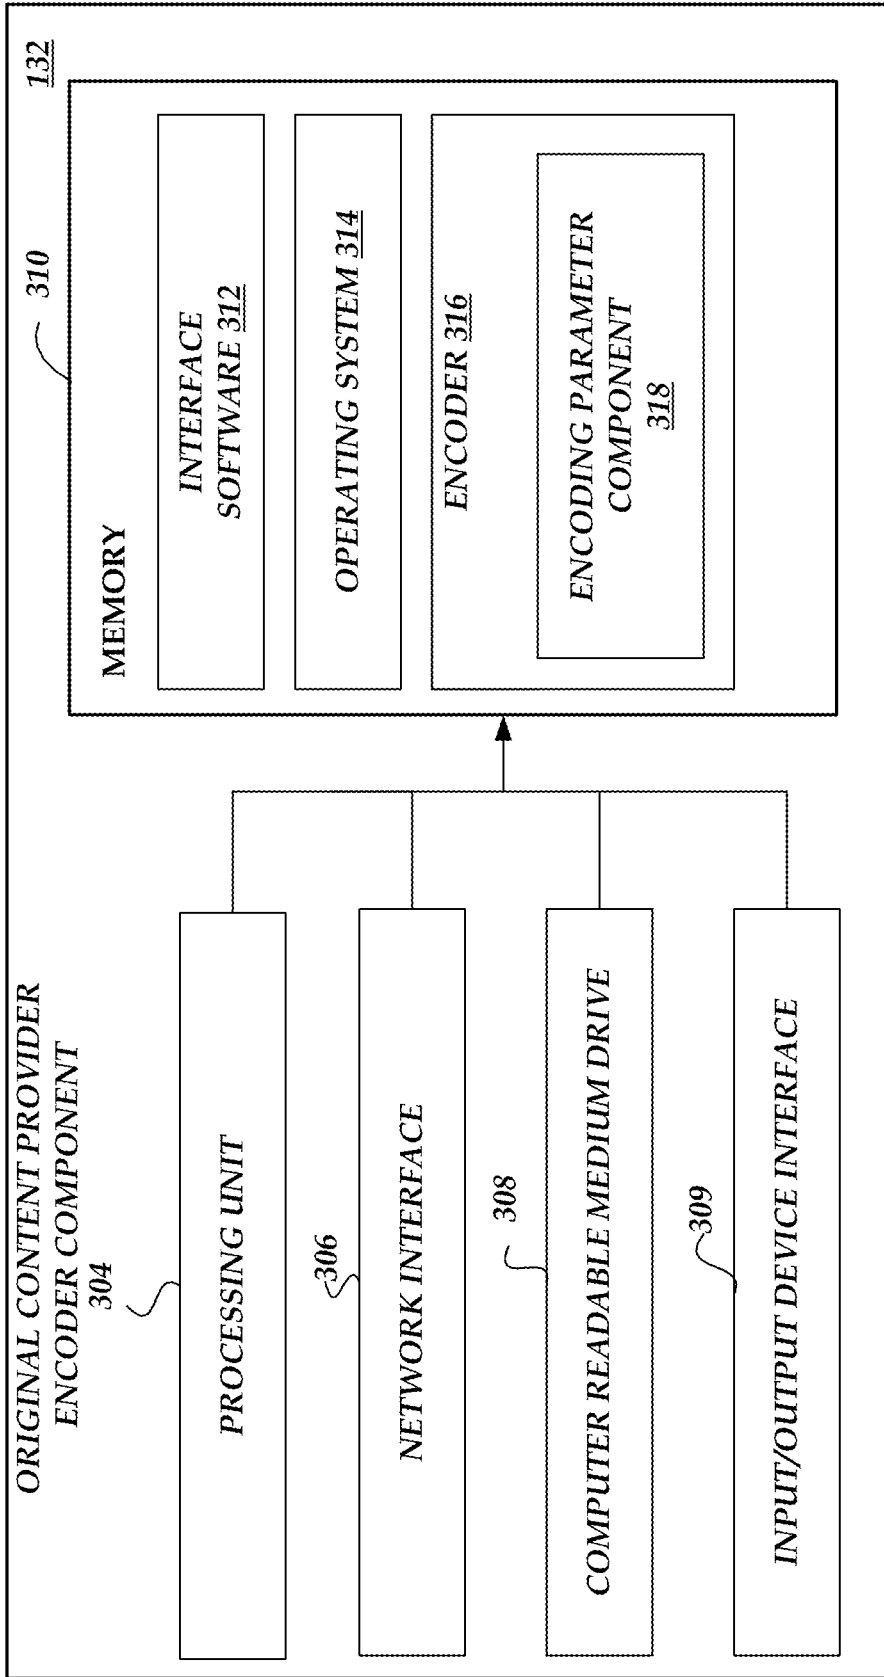 ORIGINAL CONTENT PROVIDER
ENCODER COMPONENT
132
304
PROCESSING UNIT
306
NETWORK INTERFACE
308
COMPUTER READABLE MEDIUM DRIVE
309
INPUT/OUTPUT DEVICE INTERFACE
310
MEMORY
INTERFACE
SOFTWARE 312
OPERATING SYSTEM 314
ENCODER 316
ENCODING PARAMETER
COMPONENT
318